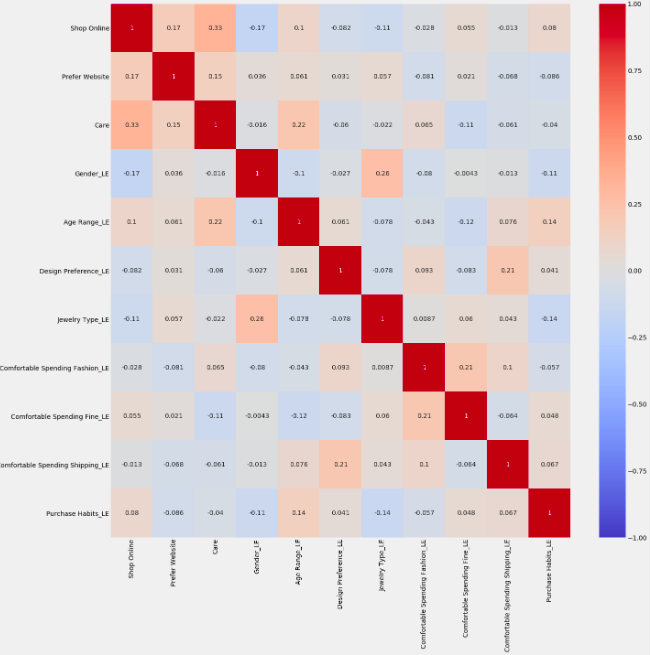 Shop Online 1 0.17 0.33 -0.17 0.1 -0.082 -0.11 -0.028 0.055 -0.013 0.08
Prefer Website 0.17 1 0.15 0.036 0.061 0.031 0.057 -0.081 0.021 -0.068 -0.086
Care 0.33 0.15 1 -0.016 0.22 -0.06 -0.022 0.065 -0.11 -0.061 -0.04
Gender_LE -0.17 0.036 -0.016 1 -0.1 -0.027 0.26 -0.08 -0.0043 -0.013 -0.11
Age Range_LE 0.1 0.061 0.22 -0.1 1 0.061 -0.078 -0.043 -0.12 0.076 0.14
Design Preference_LE -0.082 0.031 -0.06 -0.027 0.061 1 -0.078 0.093 -0.083 0.21 0.041
Jewelry Type_LE -0.11 0.057 -0.022 0.26 -0.078 -0.078 1 0.0087 0.06 0.043 -0.14
Comfortable Spending Fashion_LE -0.028 -0.081 0.065 -0.08 -0.043 0.093 0.0087 1 0.21 0.1 -0.057
Comfortable Spending Fine_LE 0.055 0.021 -0.11 -0.0043 -0.12 -0.083 0.06 0.21 1 -0.064 0.048
omfortable Spending Shipping_LE -0.013 -0.068 -0.061 -0.013 0.076 0.21 0.043 0.1 -0.064 1 0.067
Purchase Habits_LE 0.08 -0.086 -0.04 -0.11 0.14 0.041 -0.14 -0.057 0.048 0.067 1
Shop Online
Prefer Website
Care
Gender_LE
Age Range_LE
Design Preference_LE
Jewelry Type_LE
Comfortable Spending Fashion_LE
Comfortable Spending Fine_LE
Comfortable Spending Shipping_LE
Purchase Habits_LE
1.00
0.75
0.50
0.25
0.00
−0.25
−0.50
−0.75
−1.00